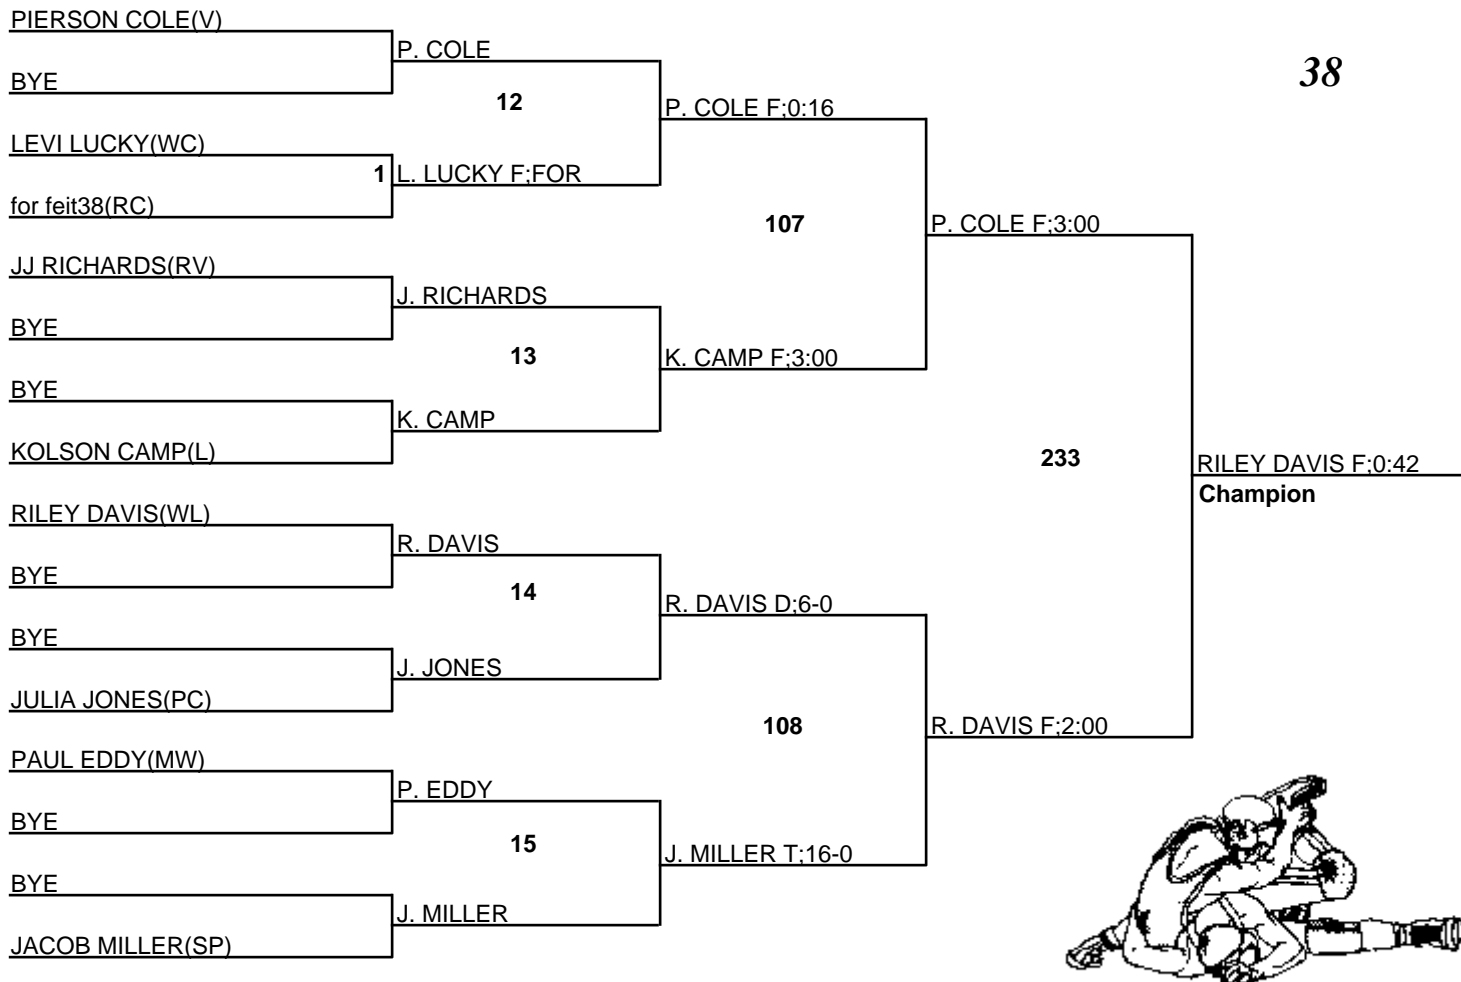 PIERSON COLE(V)
BYE
LEVI LUCKY(WC)
for feit38(RC)
JJ RICHARDS(RV)
BYE
BYE
KOLSON CAMP(L)
RILEY DAVIS(WL)
BYE
BYE
JULIA JONES(PC)
PAUL EDDY(MW)
BYE
BYE
JACOB MILLER(SP)
P. COLE
1 L. LUCKY F;FOR
J. RICHARDS
K. CAMP
R. DAVIS
J. JONES
P. EDDY
J. MILLER
12
13
14
15
P. COLE F;0:16
K. CAMP F;3:00
R. DAVIS D;6-0
J. MILLER T;16-0
107
108
P. COLE F;3:00
R. DAVIS F;2:00
233
RILEY DAVIS F;0:42
Champion
38